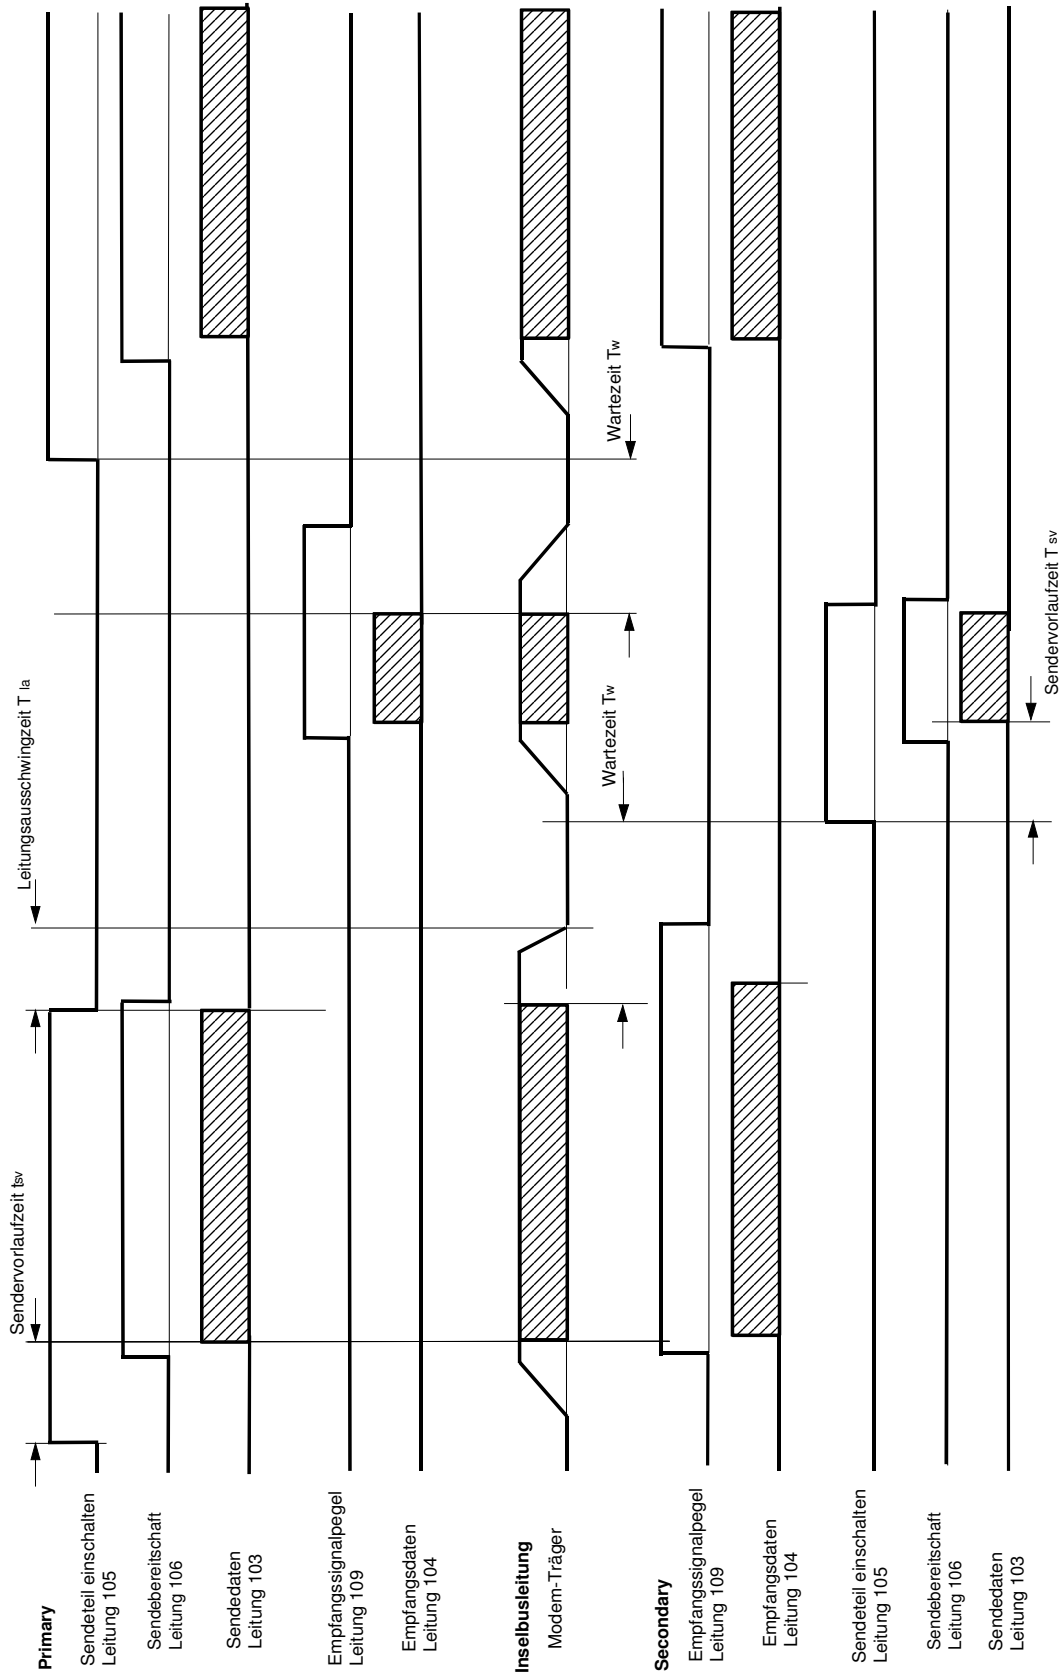 Primary
Sendeteil einschalten
Leitung 105
Sendebereitschaft
Leitung 106
Sendedaten
Leitung 103
Empfangssignalpegel
Leitung 109
Empfangsdaten
Leitung 104
Inselbusleitung
Modem-Träger
Secondary
Empfangssignalpegel
Leitung 109
Empfangsdaten
Leitung 104
Sendeteil einschalten
Leitung 105
Sendebereitschaft
Leitung 106
Sendedaten
Leitung 103
Sendervorlaufzeit tsv
Leitungsausschwingzeit T la
Wartezeit Tw
Wartezeit Tw
Sendervorlaufzeit T sv